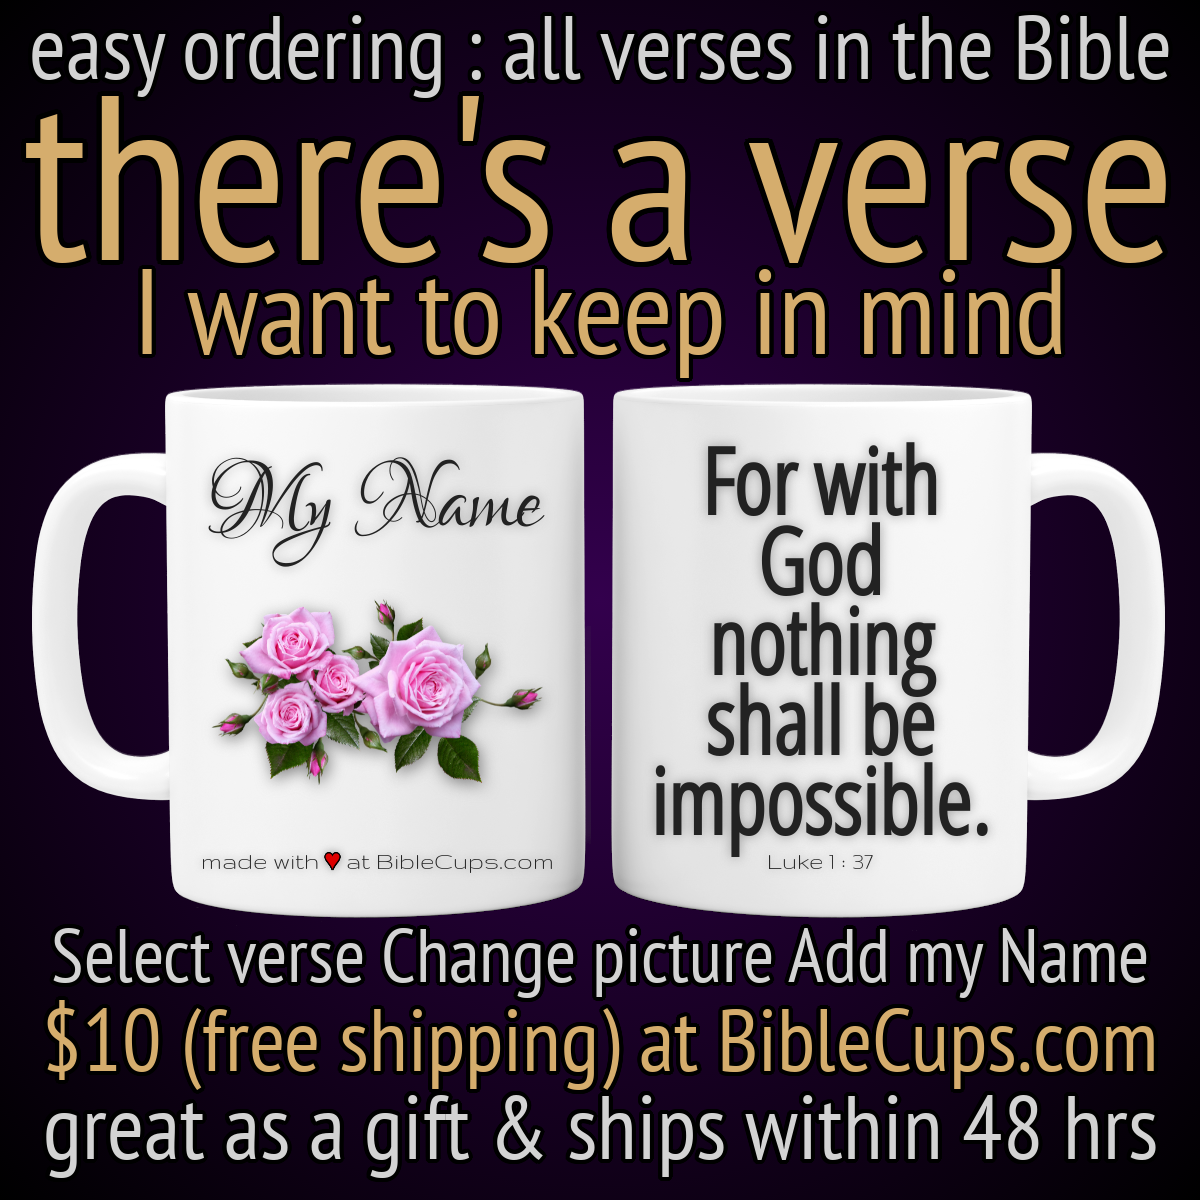 easy ordering : all verses in the Bible
there's a verse
I want to keep in mind
My Name
made with ♥ at BibleCups.com
For with
God
nothing
shall be
impossible.
Luke 1 : 37
Select verse Change picture Add my Name
$10 (free shipping) at BibleCups.com
great as a gift & ships within 48 hrs